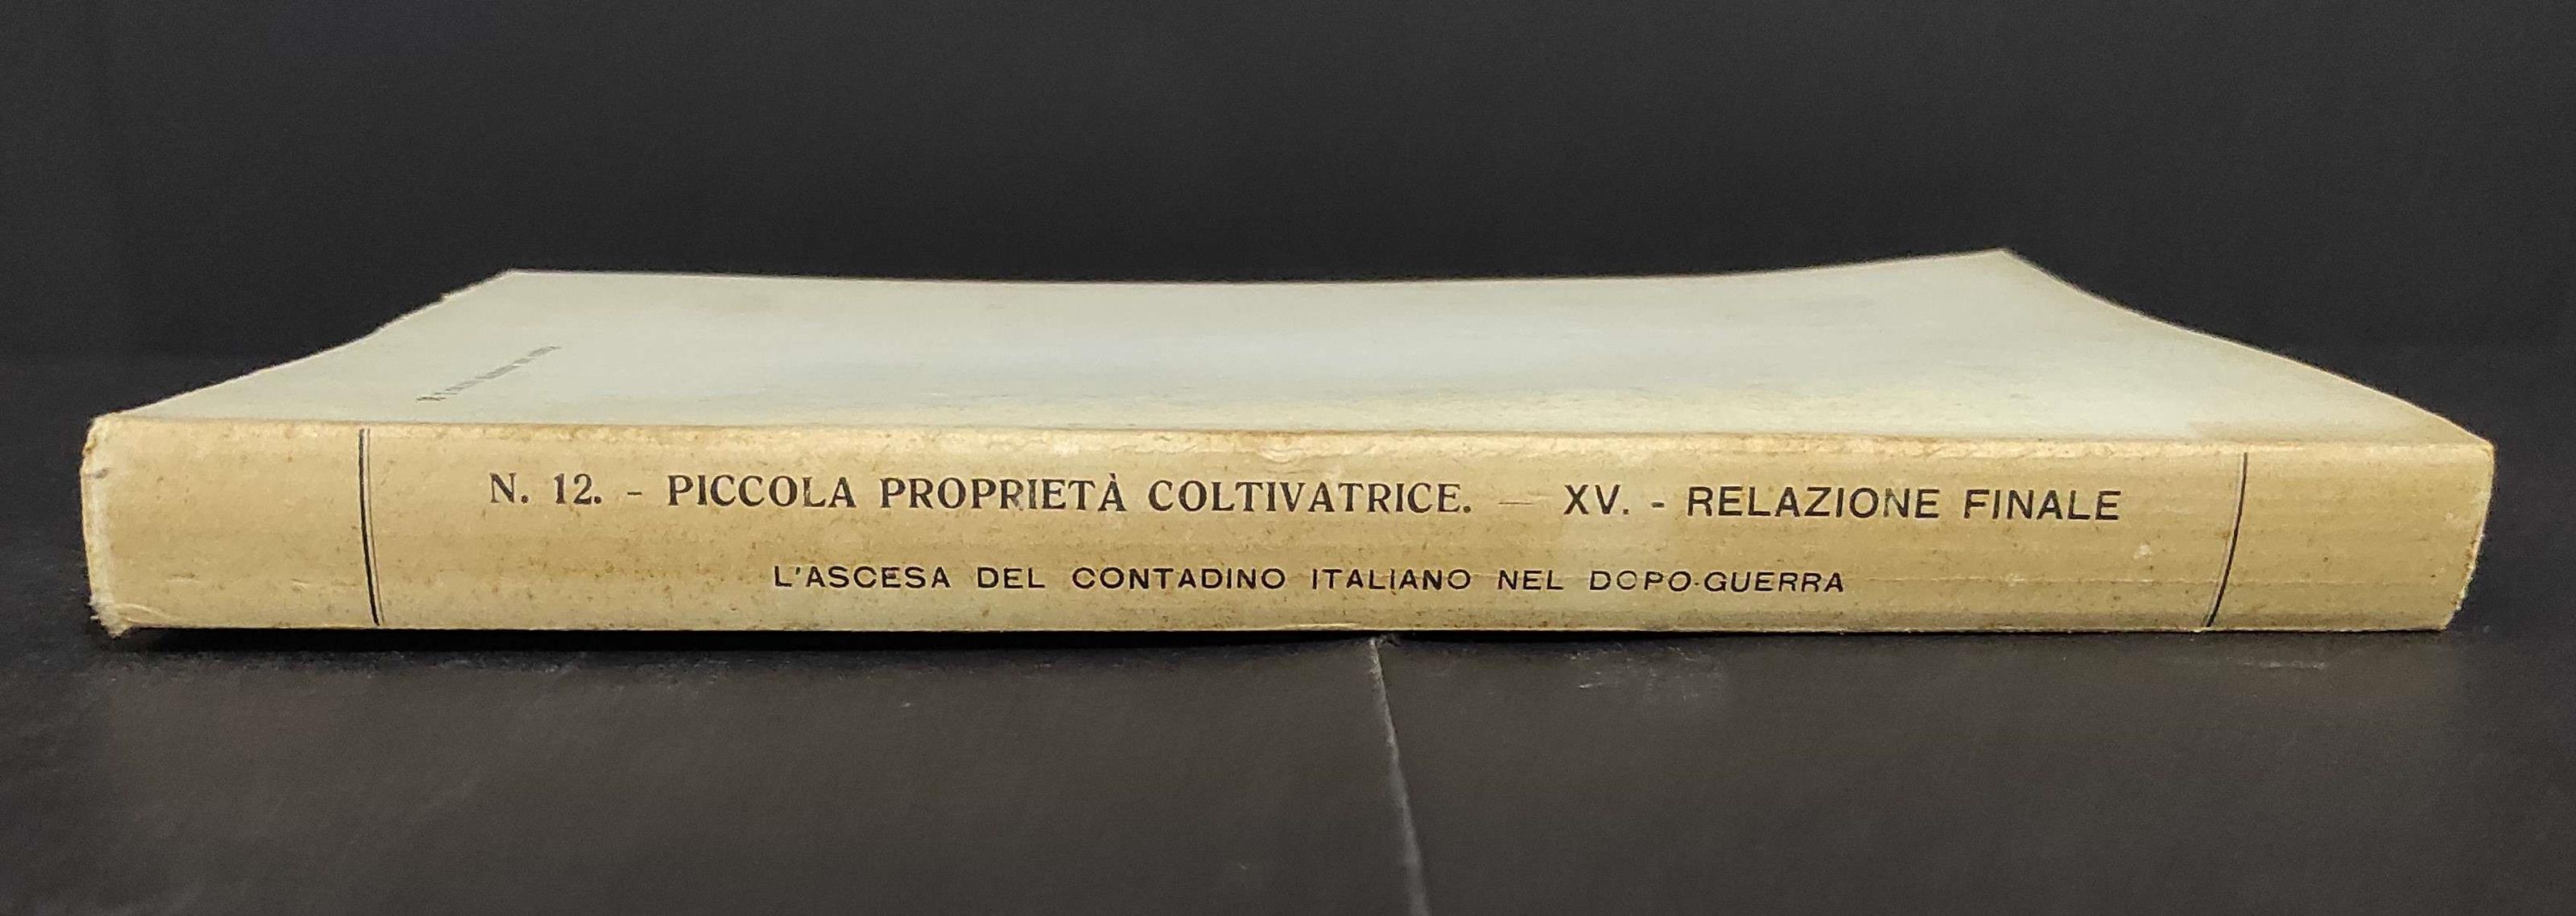 N. 12. - PICCOLA PROPRIETÀ COLTIVATRICE. — XV. - RELAZIONE FINALE
L'ASCESA DEL CONTADINO ITALIANO NEL DOPO-GUERRA